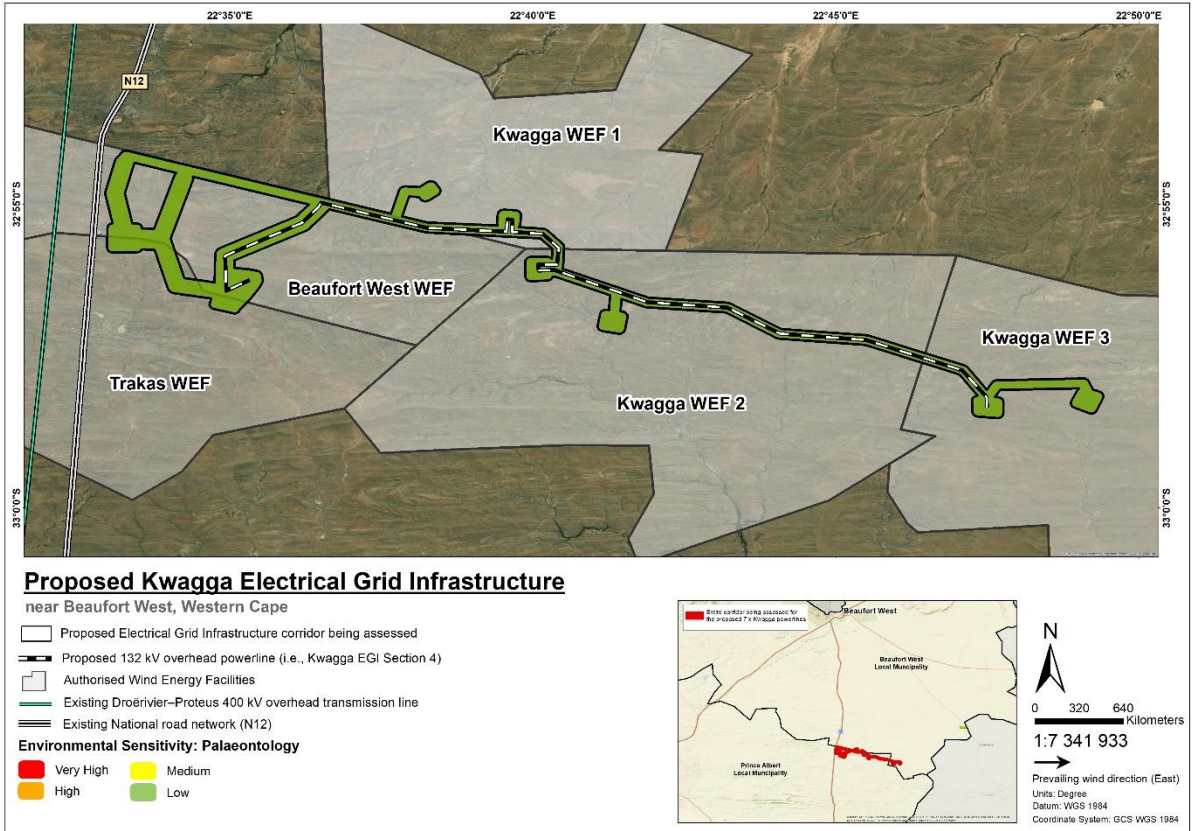 22°35'0"E
22°40'0"E
22°45'0"E
22°50'0"E
N12
Kwagga WEF 1
32°55'0"S
32°55'0"S
Beaufort West WEF
Kwagga WEF 3
Trakas WEF
Kwagga WEF 2
33°0'0"S
33°0'0"S
Proposed Kwagga Electrical Grid Infrastructure
near Beaufort West, Western Cape
Proposed Electrical Grid Infrastructure corridor being assessed
Proposed 132 kV overhead powerline (i.e., Kwagga EGI Section 4)
Authorised Wind Energy Facilities
Existing Droërivier–Proteus 400 kV overhead transmission line
Existing National road network (N12)
Environmental Sensitivity: Palaeontology
Very High
Medium
High
Low
Entire corridor being assessed for
the proposed 7 x Kwagga powerlines
Beaufort West
Beaufort West
Local Municipality
Prince Albert
Local Municipality
N
0 320 640
Kilometers
1:7 341 933
Prevailing wind direction (East)
Units: Degree
Datum: WGS 1984
Coordinate System: GCS WGS 1984